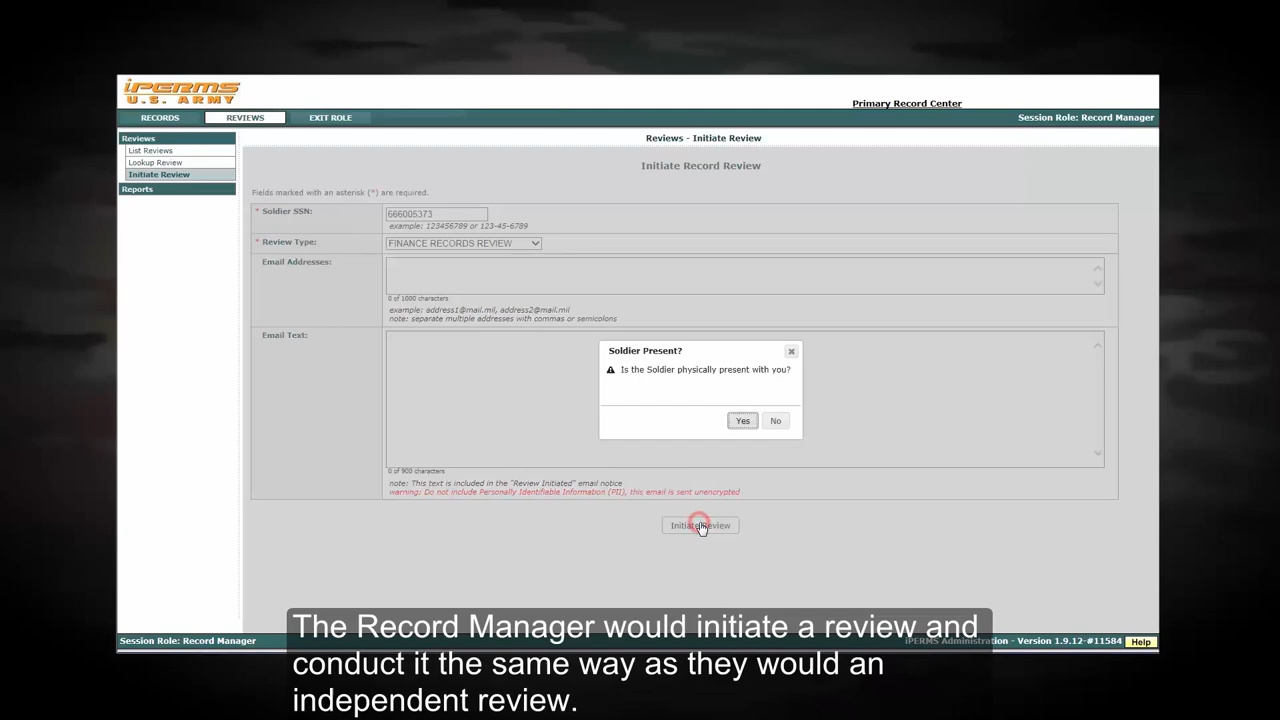 iPERMS
U.S. ARMY
Primary Record Center
RECORDS REVIEWS EXIT ROLE Session Role: Record Manager
Reviews
List Reviews
Lookup Review
Initiate Review
Reports
Reviews - Initiate Review
Initiate Record Review
Fields marked with an asterisk (*) are required.
* Soldier SSN: 666005373
example: 123456789 or 123-45-6789
* Review Type: FINANCE RECORDS REVIEW
Email Addresses:
0 of 1000 characters
example: address1@mail.mil, address2@mail.mil
note: separate multiple addresses with commas or semicolons
Email Text:
Soldier Present?
Is the Soldier physically present with you?
Yes No
0 of 900 characters
note: This text is included in the "Review Initiated" email notice
warning: Do not include Personally Identifiable Information (PII), this email is sent unencrypted
Initiate Review
The Record Manager would initiate a review and
conduct it the same way as they would an
independent review.
Session Role: Record Manager iPERMS Administration - Version 1.9.12-#11584 Help